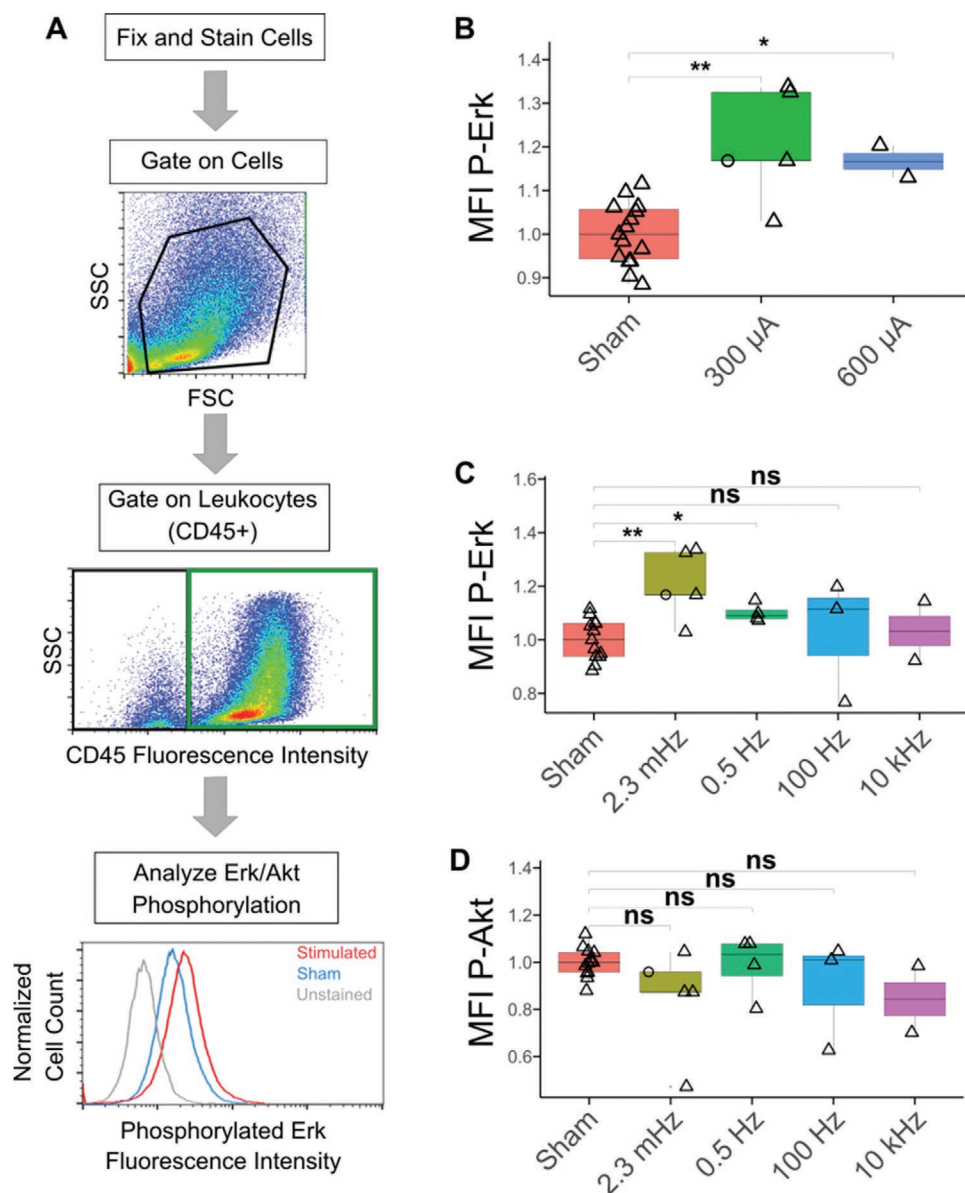 A
Fix and Stain Cells
Gate on Cells
SSC
FSC
Gate on Leukocytes
(CD45+)
SSC
CD45 Fluorescence Intensity
Analyze Erk/Akt
Phosphorylation
Normalized
Cell Count
Stimulated
Sham
Unstained
Phosphorylated Erk
Fluorescence Intensity
B
MFI P-Erk
1.4
1.3
1.2
1.1
1.0
0.9
*
**
Sham
300 µA
600 µA
C
MFI P-Erk
1.6
1.4
1.2
1.0
0.8
ns
ns
*
**
Sham
2.3 mHz
0.5 Hz
100 Hz
10 kHz
D
MFI P-Akt
1.4
1.2
1.0
0.8
0.6
ns
ns
ns
ns
Sham
2.3 mHz
0.5 Hz
100 Hz
10 kHz